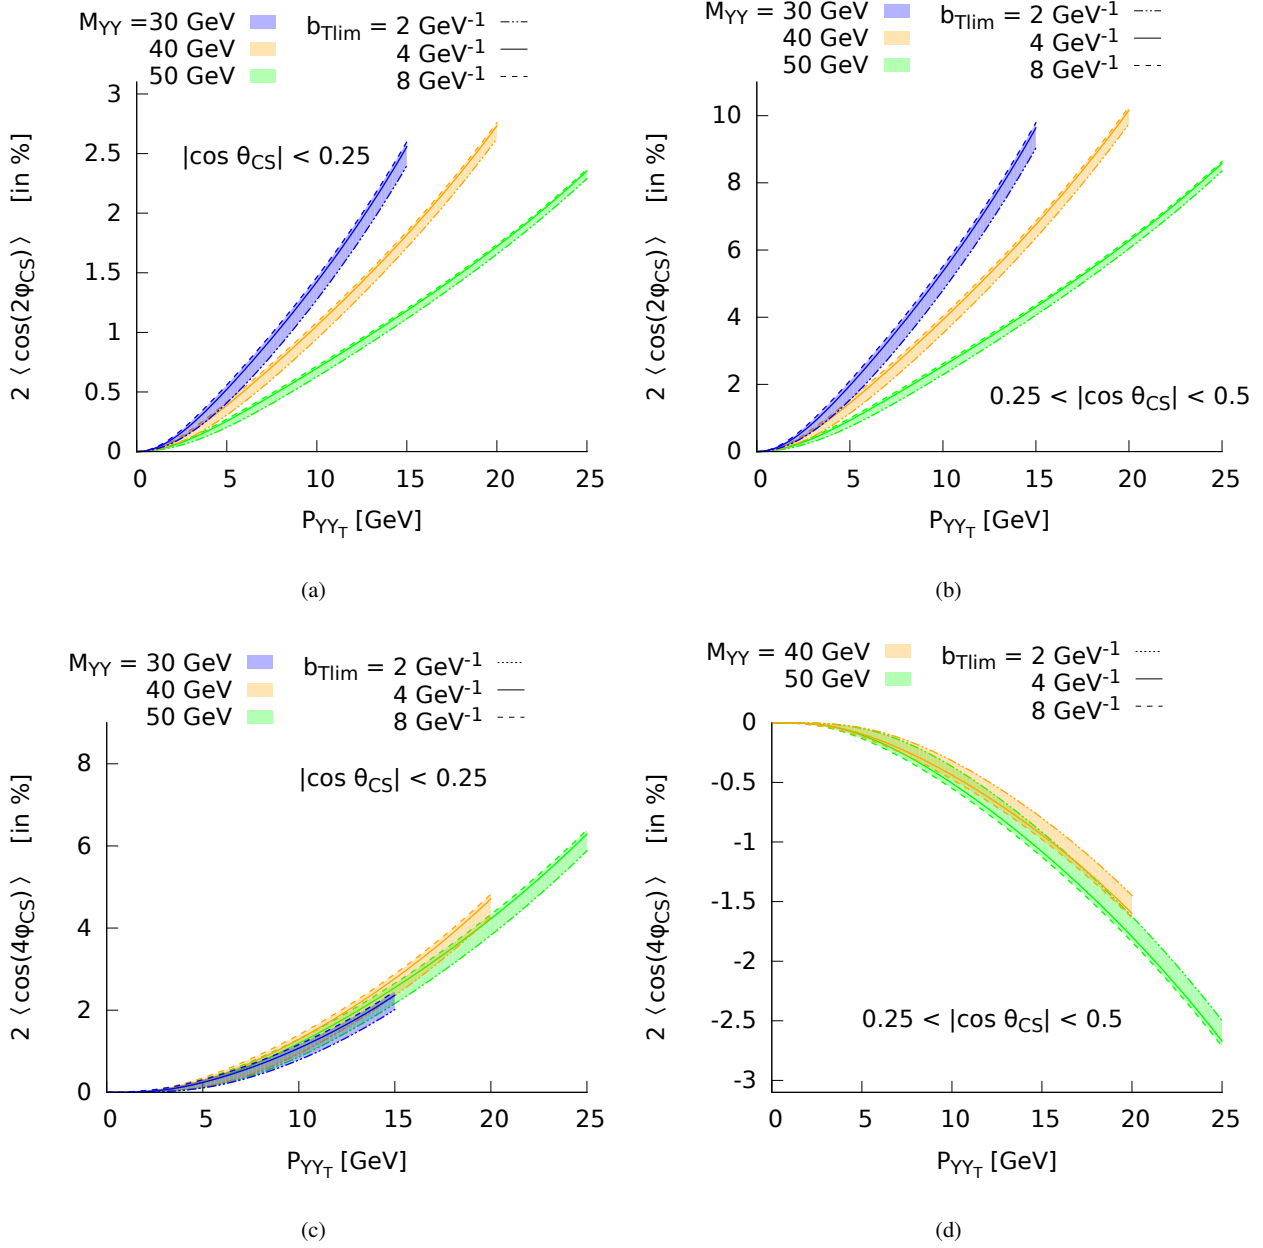 M_YY =30 GeV b_Tlim = 2 GeV⁻¹
40 GeV 4 GeV⁻¹
50 GeV 8 GeV⁻¹
3
2.5
2
1.5
1
0.5
0
2 ⟨ cos(2φ_CS) ⟩ [in %]
|cos θ_CS| < 0.25
0 5 10 15 20 25
P_YY_T [GeV]
(a)
M_YY = 30 GeV b_Tlim = 2 GeV⁻¹
40 GeV 4 GeV⁻¹
50 GeV 8 GeV⁻¹
10
8
6
4
2
0
2 ⟨ cos(2φ_CS) ⟩ [in %]
0.25 < |cos θ_CS| < 0.5
0 5 10 15 20 25
P_YY_T [GeV]
(b)
M_YY = 30 GeV b_Tlim = 2 GeV⁻¹
40 GeV 4 GeV⁻¹
50 GeV 8 GeV⁻¹
8
6
4
2
0
2 ⟨ cos(4φ_CS) ⟩ [in %]
|cos θ_CS| < 0.25
0 5 10 15 20 25
P_YY_T [GeV]
(c)
M_YY = 40 GeV b_Tlim = 2 GeV⁻¹
50 GeV 4 GeV⁻¹
8 GeV⁻¹
0
-0.5
-1
-1.5
-2
-2.5
-3
2 ⟨ cos(4φ_CS) ⟩ [in %]
0.25 < |cos θ_CS| < 0.5
0 5 10 15 20 25
P_YY_T [GeV]
(d)